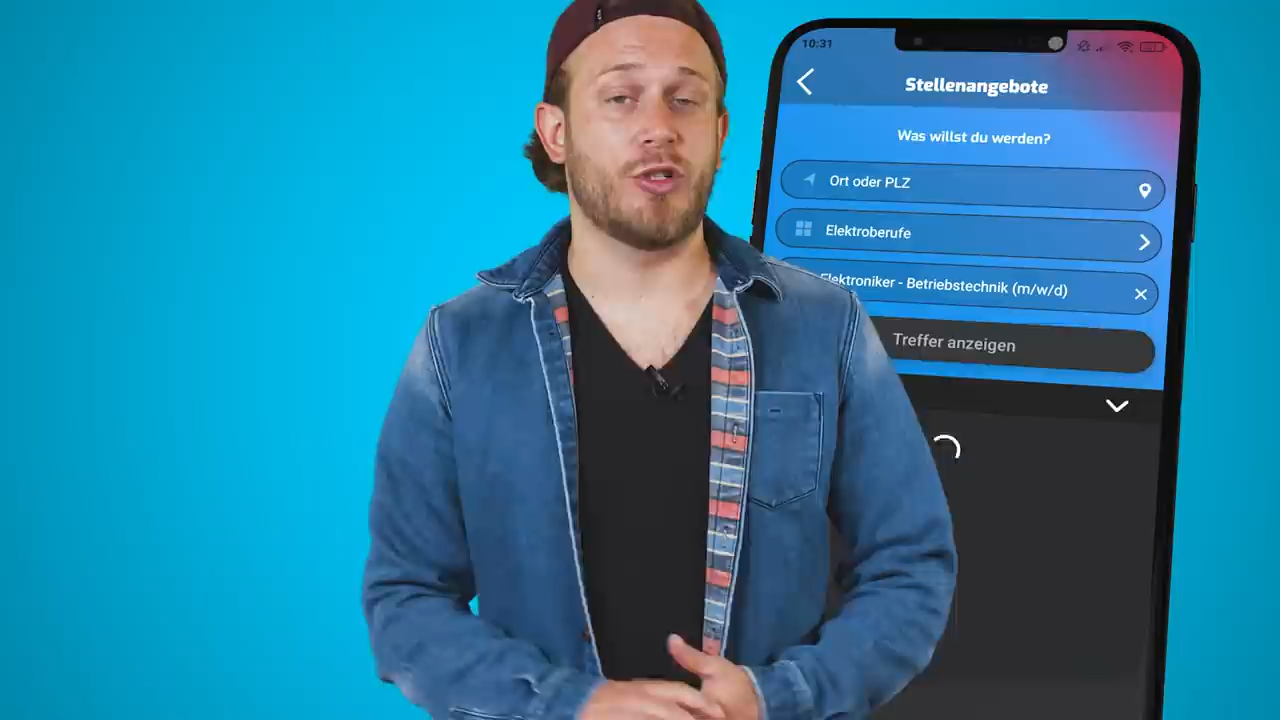 10:31
Stellenangebote
Was willst du werden?
Ort oder PLZ
Elektroberufe
Elektroniker - Betriebstechnik (m/w/d)
Treffer anzeigen